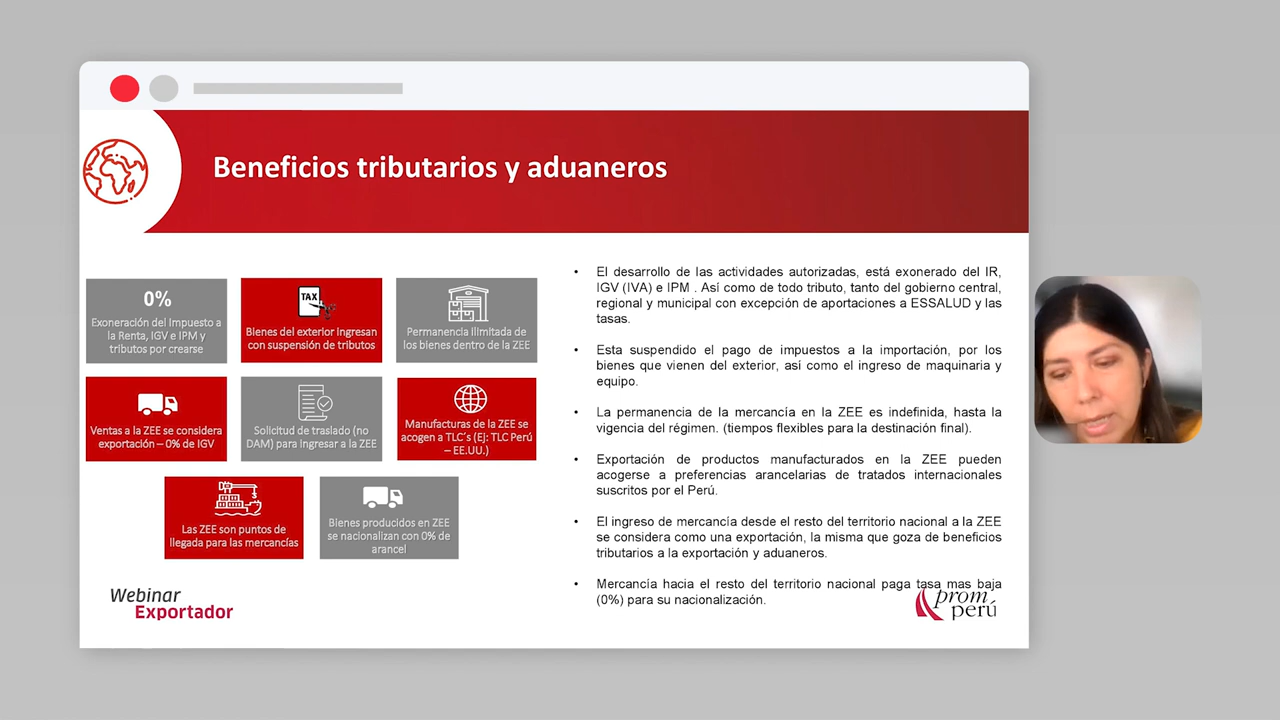 Beneficios tributarios y aduaneros
0%
Exoneración del Impuesto a
la Renta, IGV e IPM y
tributos por crearse
TAX
Bienes del exterior ingresan
con suspensión de tributos
Permanencia ilimitada de
los bienes dentro de la ZEE
Ventas a la ZEE se considera
exportación – 0% de IGV
Solicitud de traslado (no
DAM) para ingresar a la ZEE
Manufacturas de la ZEE se
acogen a TLC´s (EJ: TLC Perú
– EE.UU.)
Las ZEE son puntos de
llegada para las mercancías
Bienes producidos en ZEE
se nacionalizan con 0% de
arancel
• El desarrollo de las actividades autorizadas, está exonerado del IR,
IGV (IVA) e IPM . Así como de todo tributo, tanto del gobierno central,
regional y municipal con excepción de aportaciones a ESSALUD y las
tasas.
• Esta suspendido el pago de impuestos a la importación, por los
bienes que vienen del exterior, así como el ingreso de maquinaria y
equipo.
• La permanencia de la mercancía en la ZEE es indefinida, hasta la
vigencia del régimen. (tiempos flexibles para la destinación final).
• Exportación de productos manufacturados en la ZEE pueden
acogerse a preferencias arancelarias de tratados internacionales
suscritos por el Perú.
• El ingreso de mercancía desde el resto del territorio nacional a la ZEE
se considera como una exportación, la misma que goza de beneficios
tributarios a la exportación y aduaneros.
• Mercancía hacia el resto del territorio nacional paga tasa mas baja
(0%) para su nacionalización.
Webinar
Exportador
prom
perú